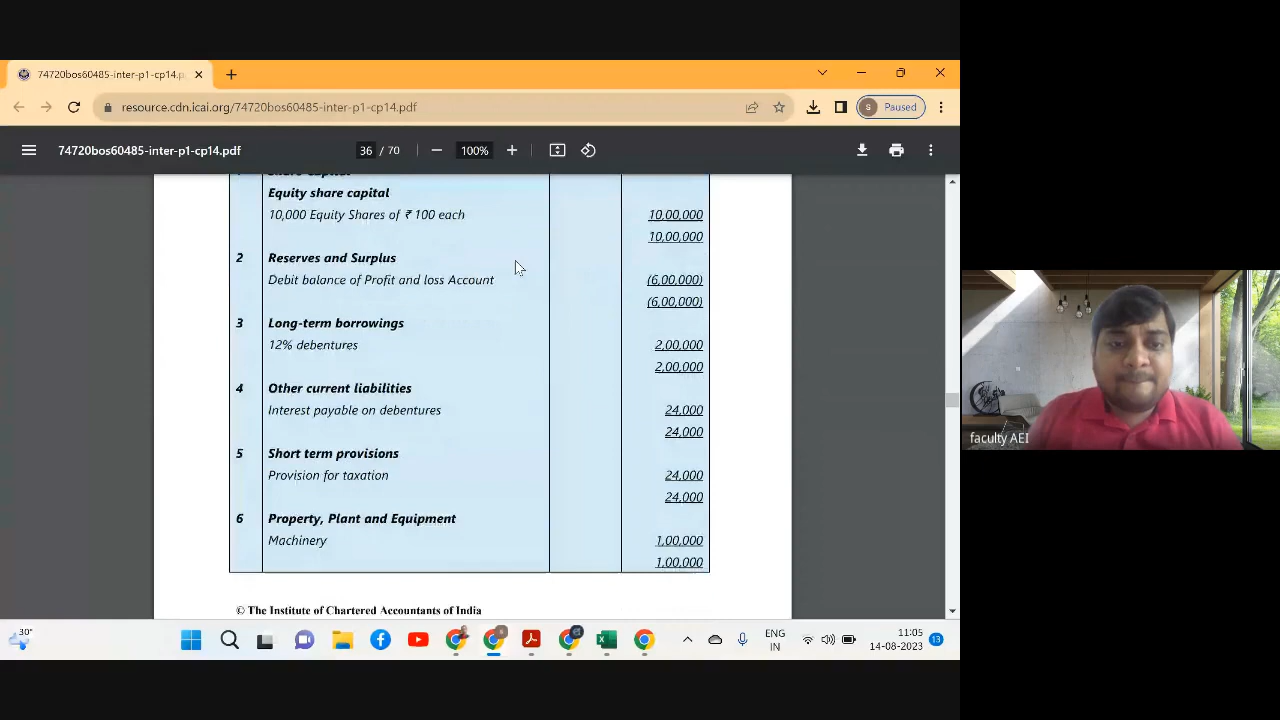 74720bos60485-inter-p1-cp14.p
resource.cdn.icai.org/74720bos60485-inter-p1-cp14.pdf
S Paused
74720bos60485-inter-p1-cp14.pdf
36 / 70
100%
Share Capital
Equity share capital
10,000 Equity Shares of ₹ 100 each 10,00,000
10,00,000
2 Reserves and Surplus
Debit balance of Profit and loss Account (6,00,000)
(6,00,000)
3 Long-term borrowings
12% debentures 2,00,000
2,00,000
4 Other current liabilities
Interest payable on debentures 24,000
24,000
5 Short term provisions
Provision for taxation 24,000
24,000
6 Property, Plant and Equipment
Machinery 1,00,000
1,00,000
© The Institute of Chartered Accountants of India
faculty AEI
30°
ENG
IN
11:05
14-08-2023
13